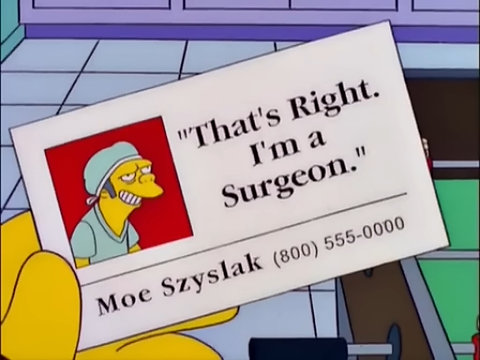 "That's Right.
I'm a
Surgeon."
Moe Szyslak (800) 555-0000